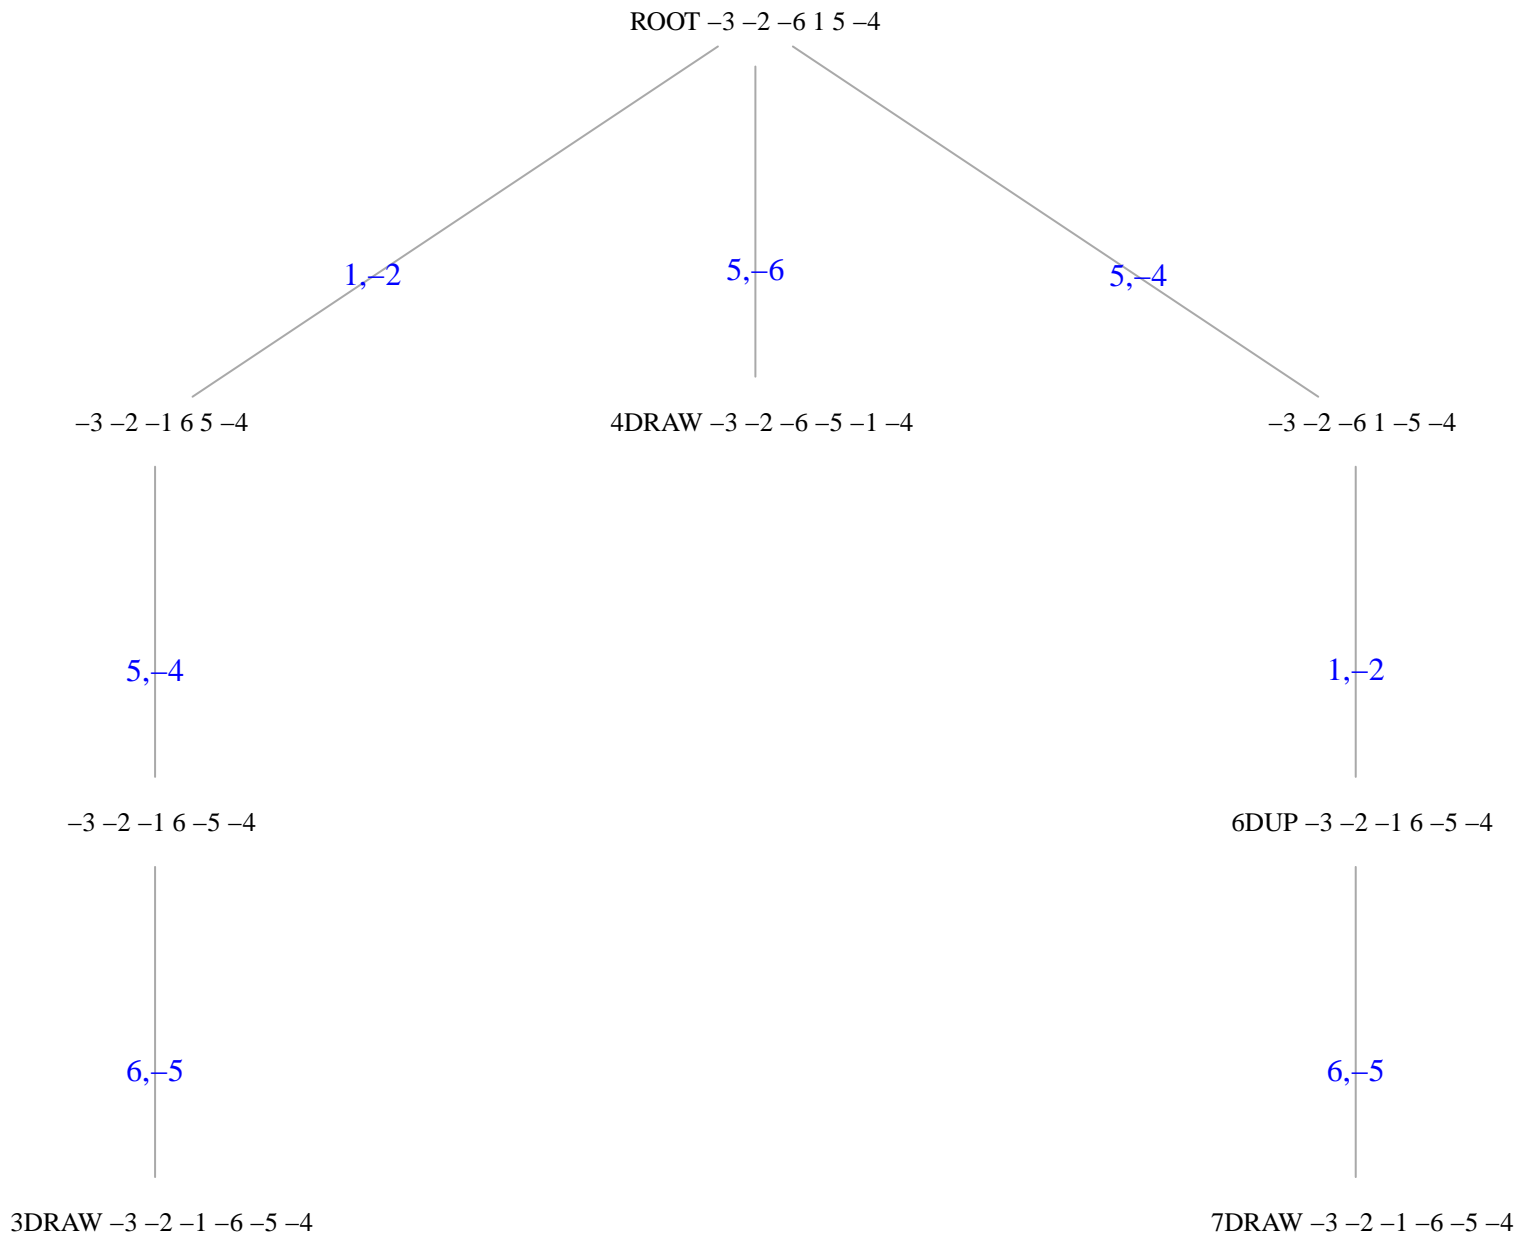 ROOT –3 –2 –6 1 5 –4
1,–2
5,–6
5,–4
–3 –2 –1 6 5 –4
4DRAW –3 –2 –6 –5 –1 –4
–3 –2 –6 1 –5 –4
5,–4
1,–2
–3 –2 –1 6 –5 –4
6DUP –3 –2 –1 6 –5 –4
6,–5
6,–5
3DRAW –3 –2 –1 –6 –5 –4
7DRAW –3 –2 –1 –6 –5 –4